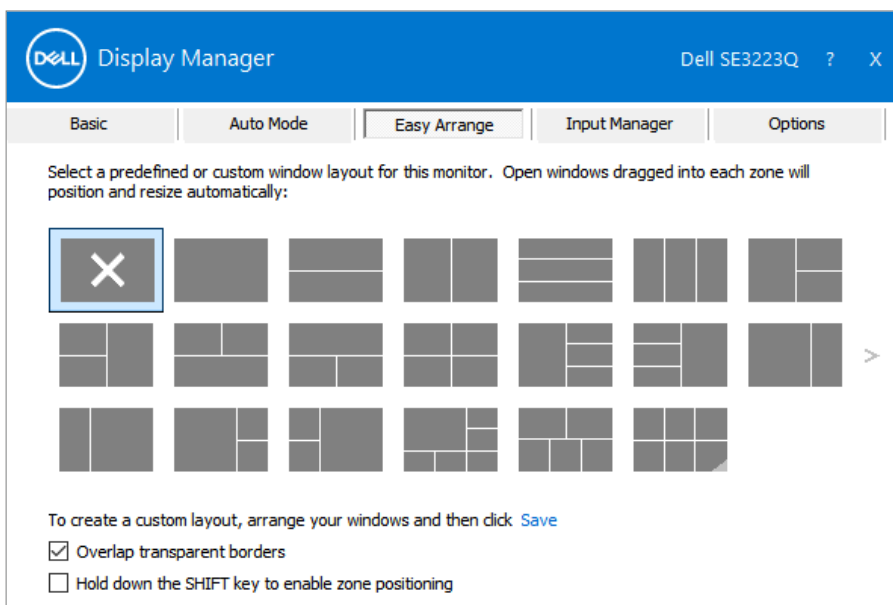 DELL Display Manager Dell SE3223Q ? X
Basic Auto Mode Easy Arrange Input Manager Options
Select a predefined or custom window layout for this monitor. Open windows dragged into each zone will
position and resize automatically:
>
To create a custom layout, arrange your windows and then click Save
Overlap transparent borders
Hold down the SHIFT key to enable zone positioning